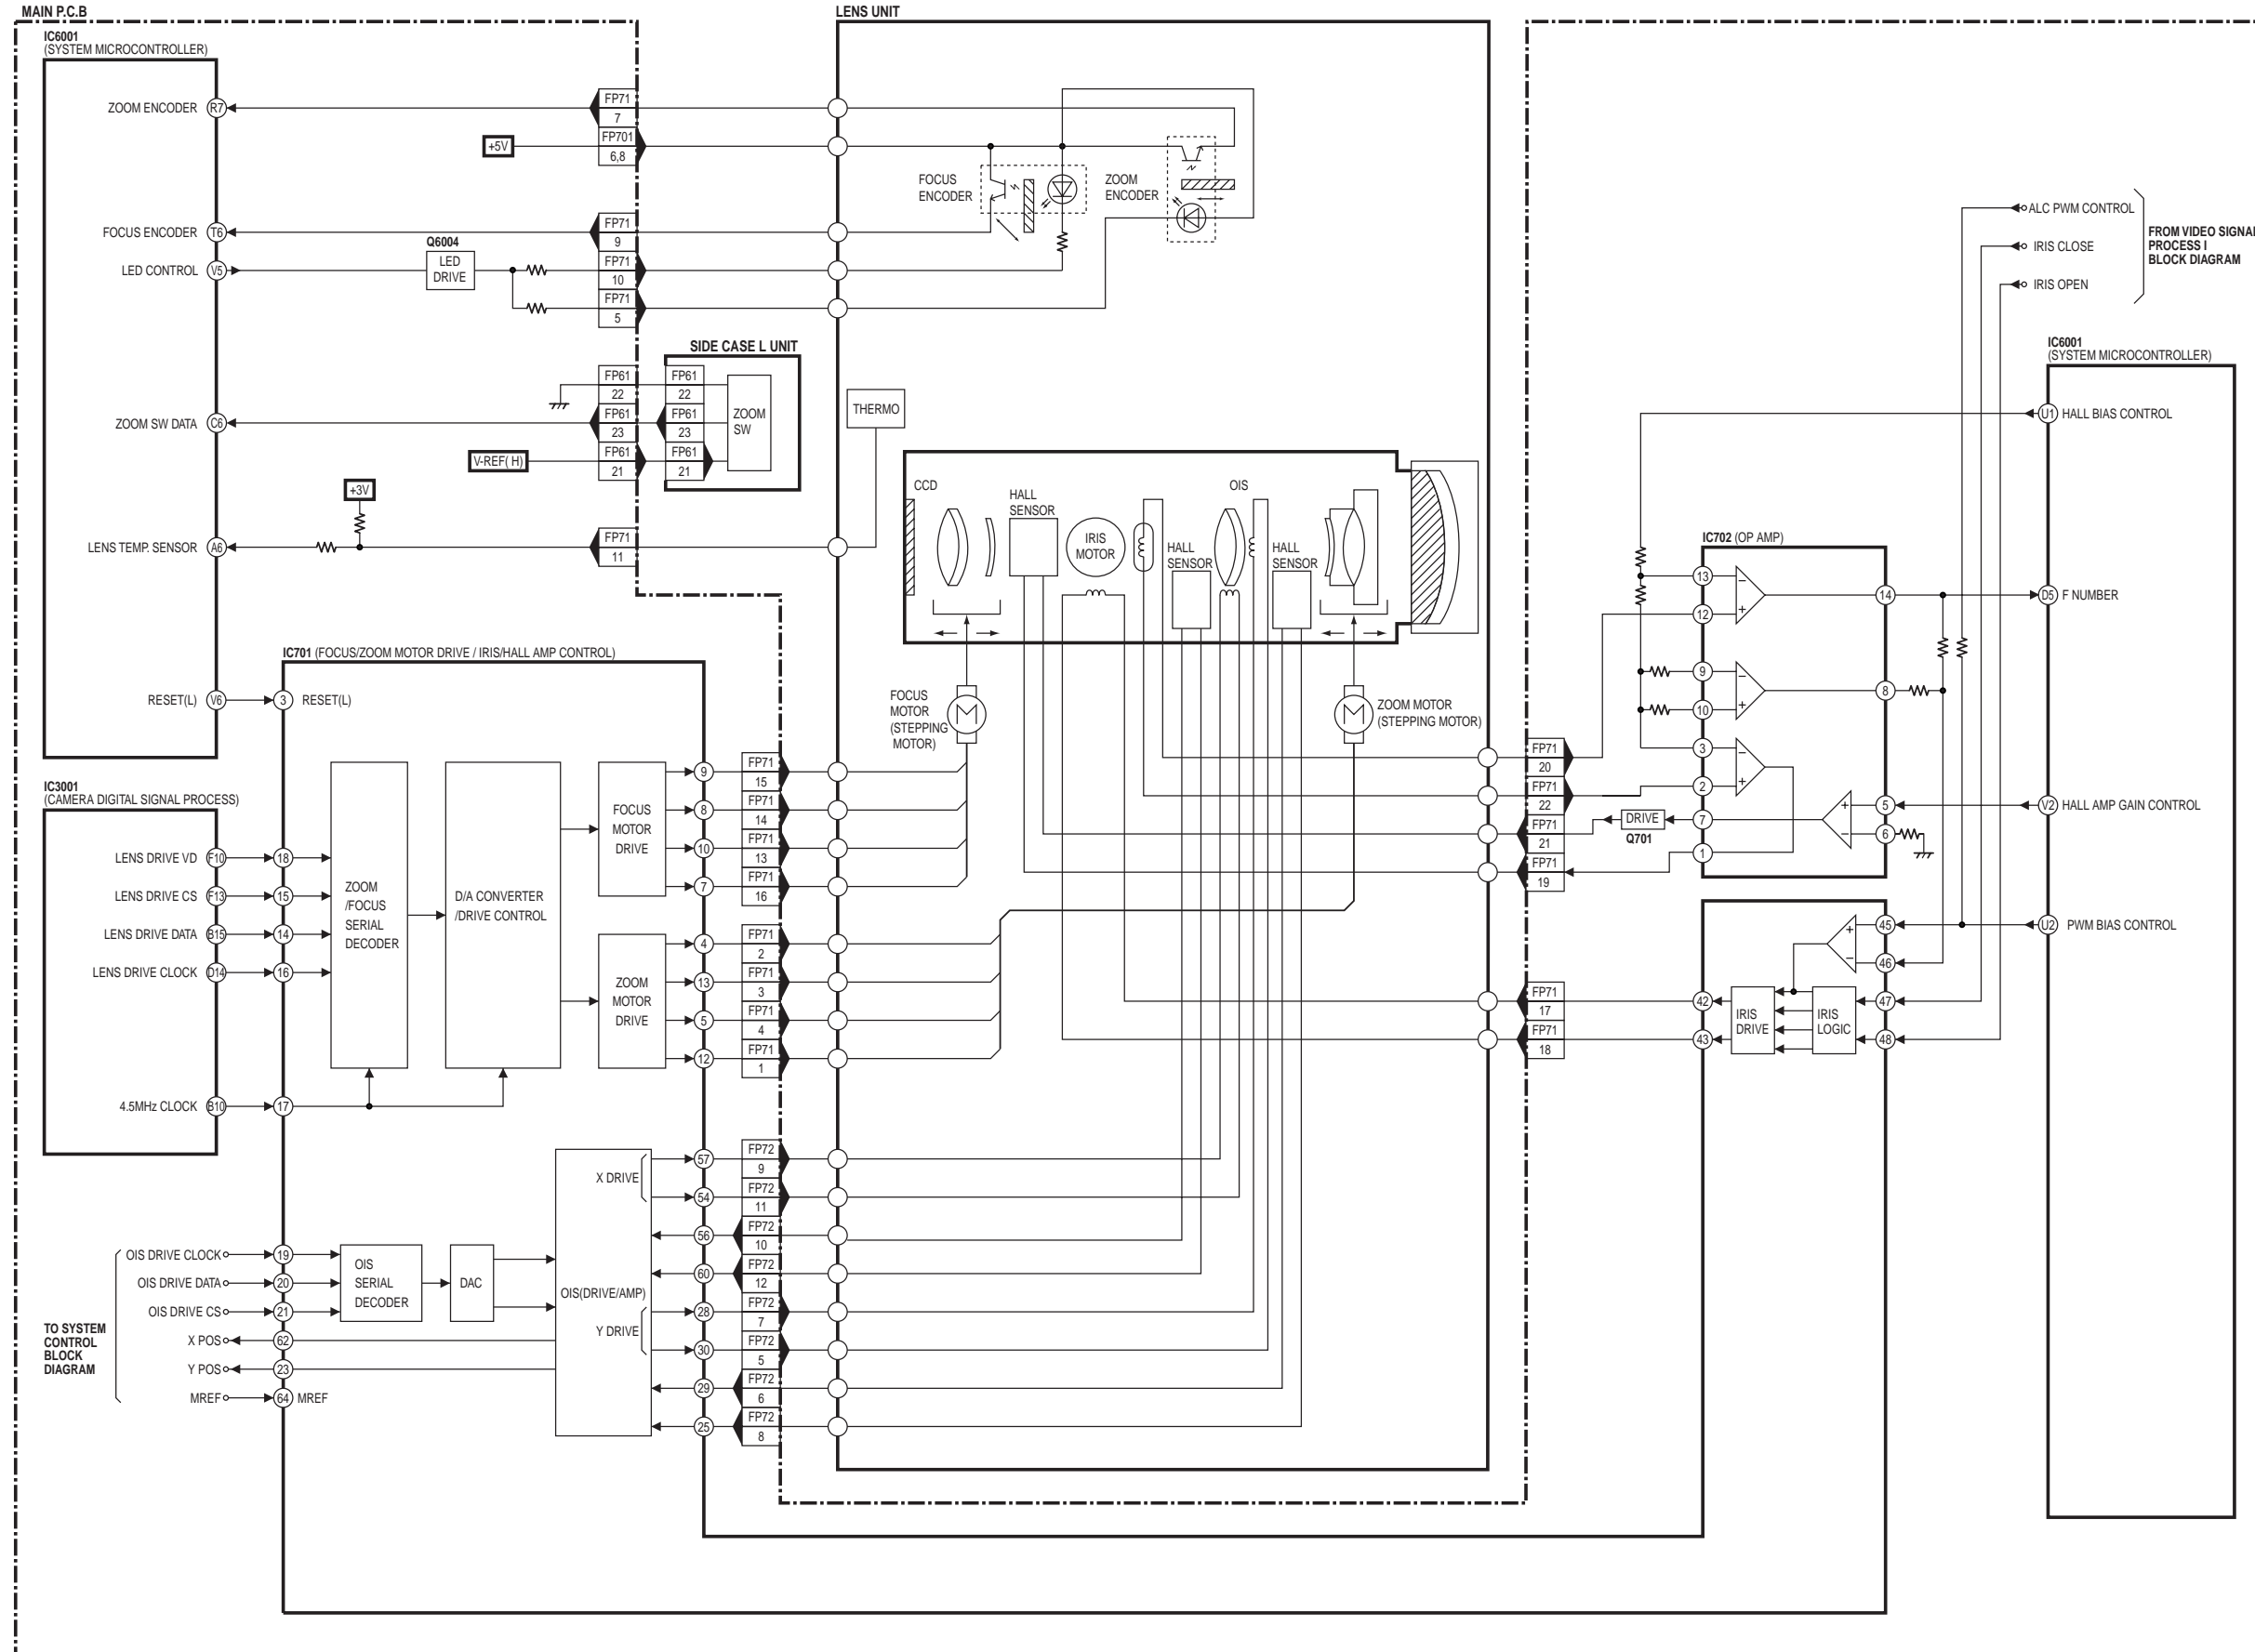 MAIN P.C.B
IC6001
(SYSTEM MICROCONTROLLER)
ZOOM ENCODER R7
FOCUS ENCODER T6
LED CONTROL V5
ZOOM SW DATA C6
LENS TEMP. SENSOR A6
RESET(L) V6
+5V
Q6004
LED
DRIVE
V-REF( H)
+3V
FP71
7
FP701
6,8
FP71
9
FP71
10
FP71
5
FP61
22
FP61
23
FP61
21
FP71
11
SIDE CASE L UNIT
FP61
22
FP61
23
FP61
21
ZOOM
SW
IC3001
(CAMERA DIGITAL SIGNAL PROCESS)
LENS DRIVE VD F10
LENS DRIVE CS F13
LENS DRIVE DATA B15
LENS DRIVE CLOCK D14
4.5MHz CLOCK B10
TO SYSTEM
CONTROL
BLOCK
DIAGRAM
OIS DRIVE CLOCK
OIS DRIVE DATA
OIS DRIVE CS
X POS
Y POS
MREF
IC701 (FOCUS/ZOOM MOTOR DRIVE / IRIS/HALL AMP CONTROL)
3 RESET(L)
18
15
14
16
17
19
20
21
62
23
64 MREF
ZOOM
/FOCUS
SERIAL
DECODER
D/A CONVERTER
/DRIVE CONTROL
FOCUS
MOTOR
DRIVE
ZOOM
MOTOR
DRIVE
OIS
SERIAL
DECODER
DAC
X DRIVE
OIS(DRIVE/AMP)
Y DRIVE
9
8
10
7
4
13
5
12
57
54
56
60
28
30
29
25
FP71
15
FP71
14
FP71
13
FP71
16
FP71
2
FP71
3
FP71
4
FP71
1
FP72
9
FP72
11
FP72
10
FP72
12
FP72
7
FP72
5
FP72
6
FP72
8
LENS UNIT
FOCUS
ENCODER
ZOOM
ENCODER
THERMO
CCD
HALL
SENSOR
IRIS
MOTOR
HALL
SENSOR
OIS
HALL
SENSOR
FOCUS
MOTOR
(STEPPING
MOTOR)
M
M
ZOOM MOTOR
(STEPPING MOTOR)
FP71
20
FP71
22
FP71
21
FP71
19
FP71
17
FP71
18
DRIVE
Q701
IC702 (OP AMP)
13
12
9
10
3
2
7
1
14
8
5
6
−
+
−
+
−
+
+
−
42
43
IRIS
DRIVE
IRIS
LOGIC
+
−
45
46
47
48
ALC PWM CONTROL
IRIS CLOSE
IRIS OPEN
FROM VIDEO SIGNAL
PROCESS I
BLOCK DIAGRAM
IC6001
(SYSTEM MICROCONTROLLER)
U1 HALL BIAS CONTROL
D5 F NUMBER
V2 HALL AMP GAIN CONTROL
U2 PWM BIAS CONTROL